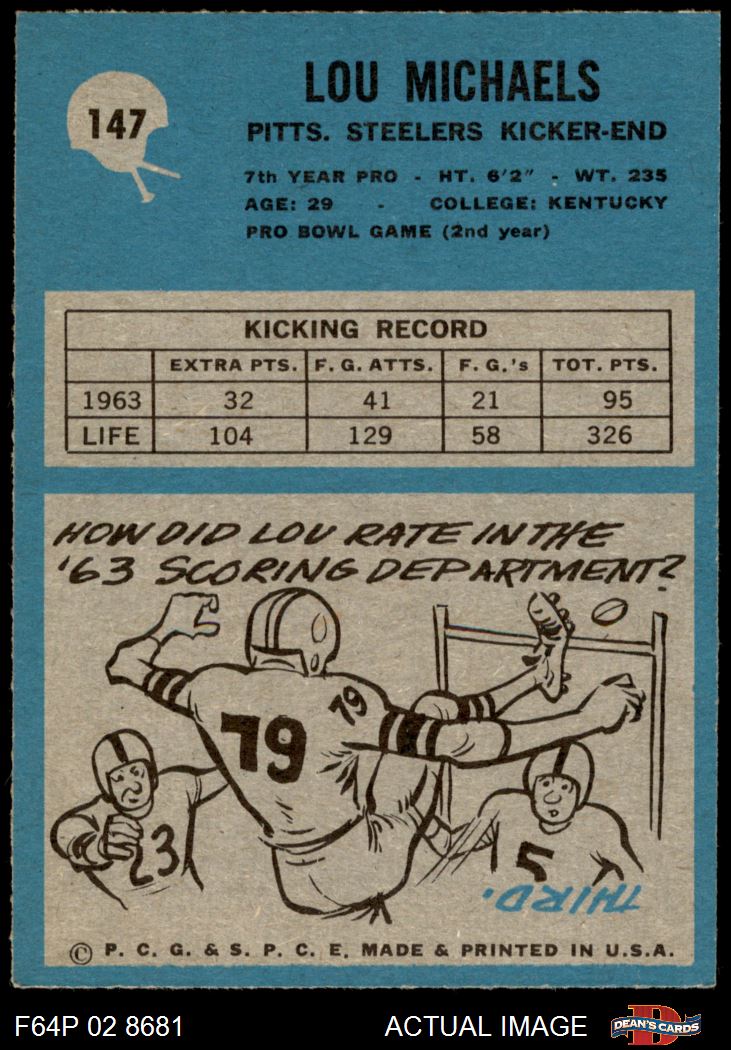 147
LOU MICHAELS
PITTS. STEELERS KICKER-END
7th YEAR PRO - HT. 6'2" - WT. 235
AGE: 29 - COLLEGE: KENTUCKY
PRO BOWL GAME (2nd year)
KICKING RECORD
EXTRA PTS. F. G. ATTS. F. G.'s TOT. PTS.
1963 32 41 21 95
LIFE 104 129 58 326
HOW DID LOU RATE IN THE
'63 SCORING DEPARTMENT?
79
79
23
5
THIRD.
© P. C. G. & S. P. C. E. MADE & PRINTED IN U.S.A.
F64P 02 8681 ACTUAL IMAGE DEAN'S CARDS